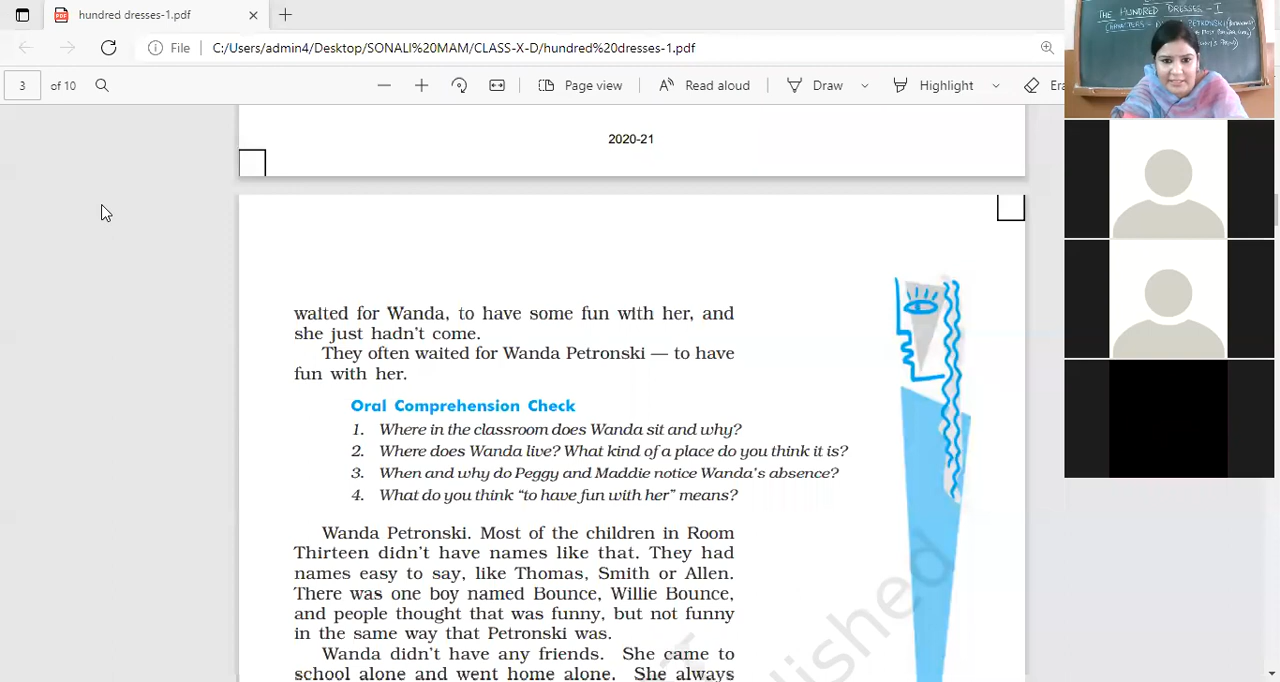 hundred dresses-1.pdf
File
C:/Users/admin4/Desktop/SONALI%20MAM/CLASS-X-D/hundred%20dresses-1.pdf
3 of 10
Page view
Read aloud
Draw
Highlight
Era
THE HUNDRED DRESSES - I
2020-21
waited for Wanda, to have some fun with her, and
she just hadn't come.
They often waited for Wanda Petronski — to have
fun with her.
Oral Comprehension Check
1. Where in the classroom does Wanda sit and why?
2. Where does Wanda live? What kind of a place do you think it is?
3. When and why do Peggy and Maddie notice Wanda's absence?
4. What do you think “to have fun with her” means?
Wanda Petronski. Most of the children in Room
Thirteen didn't have names like that. They had
names easy to say, like Thomas, Smith or Allen.
There was one boy named Bounce, Willie Bounce,
and people thought that was funny, but not funny
in the same way that Petronski was.
Wanda didn't have any friends. She came to
school alone and went home alone. She always
lished